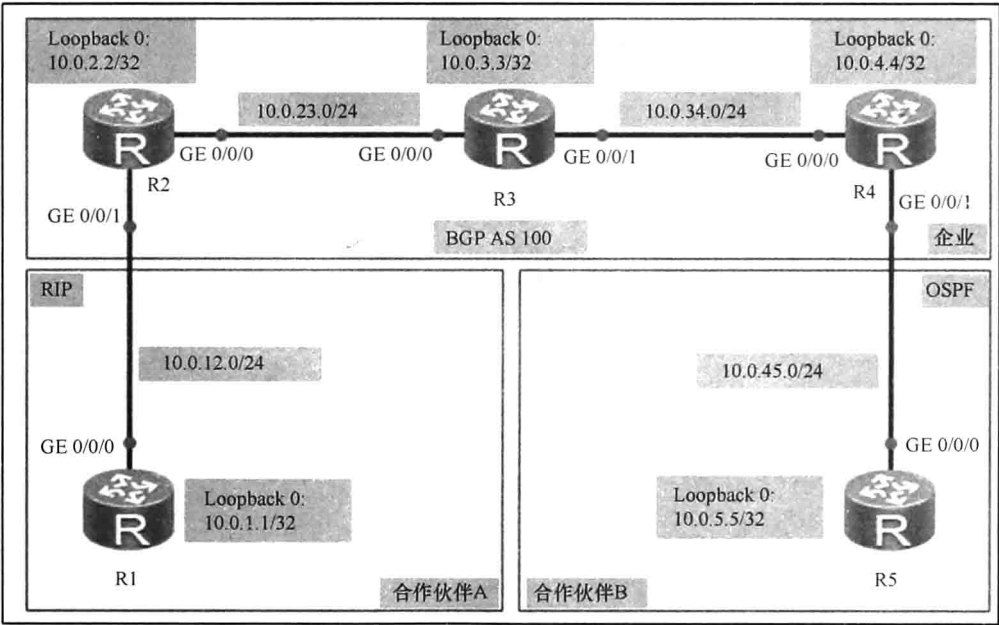 Loopback 0:
10.0.2.2/32
Loopback 0:
10.0.3.3/32
Loopback 0:
10.0.4.4/32
10.0.23.0/24
10.0.34.0/24
R
R
R
GE 0/0/0
GE 0/0/0
GE 0/0/1
GE 0/0/0
R2
R3
R4
GE 0/0/1
GE 0/0/1
BGP AS 100
企业
RIP
OSPF
10.0.12.0/24
10.0.45.0/24
GE 0/0/0
GE 0/0/0
Loopback 0:
10.0.1.1/32
Loopback 0:
10.0.5.5/32
R
R
R1
R5
合作伙伴A
合作伙伴B